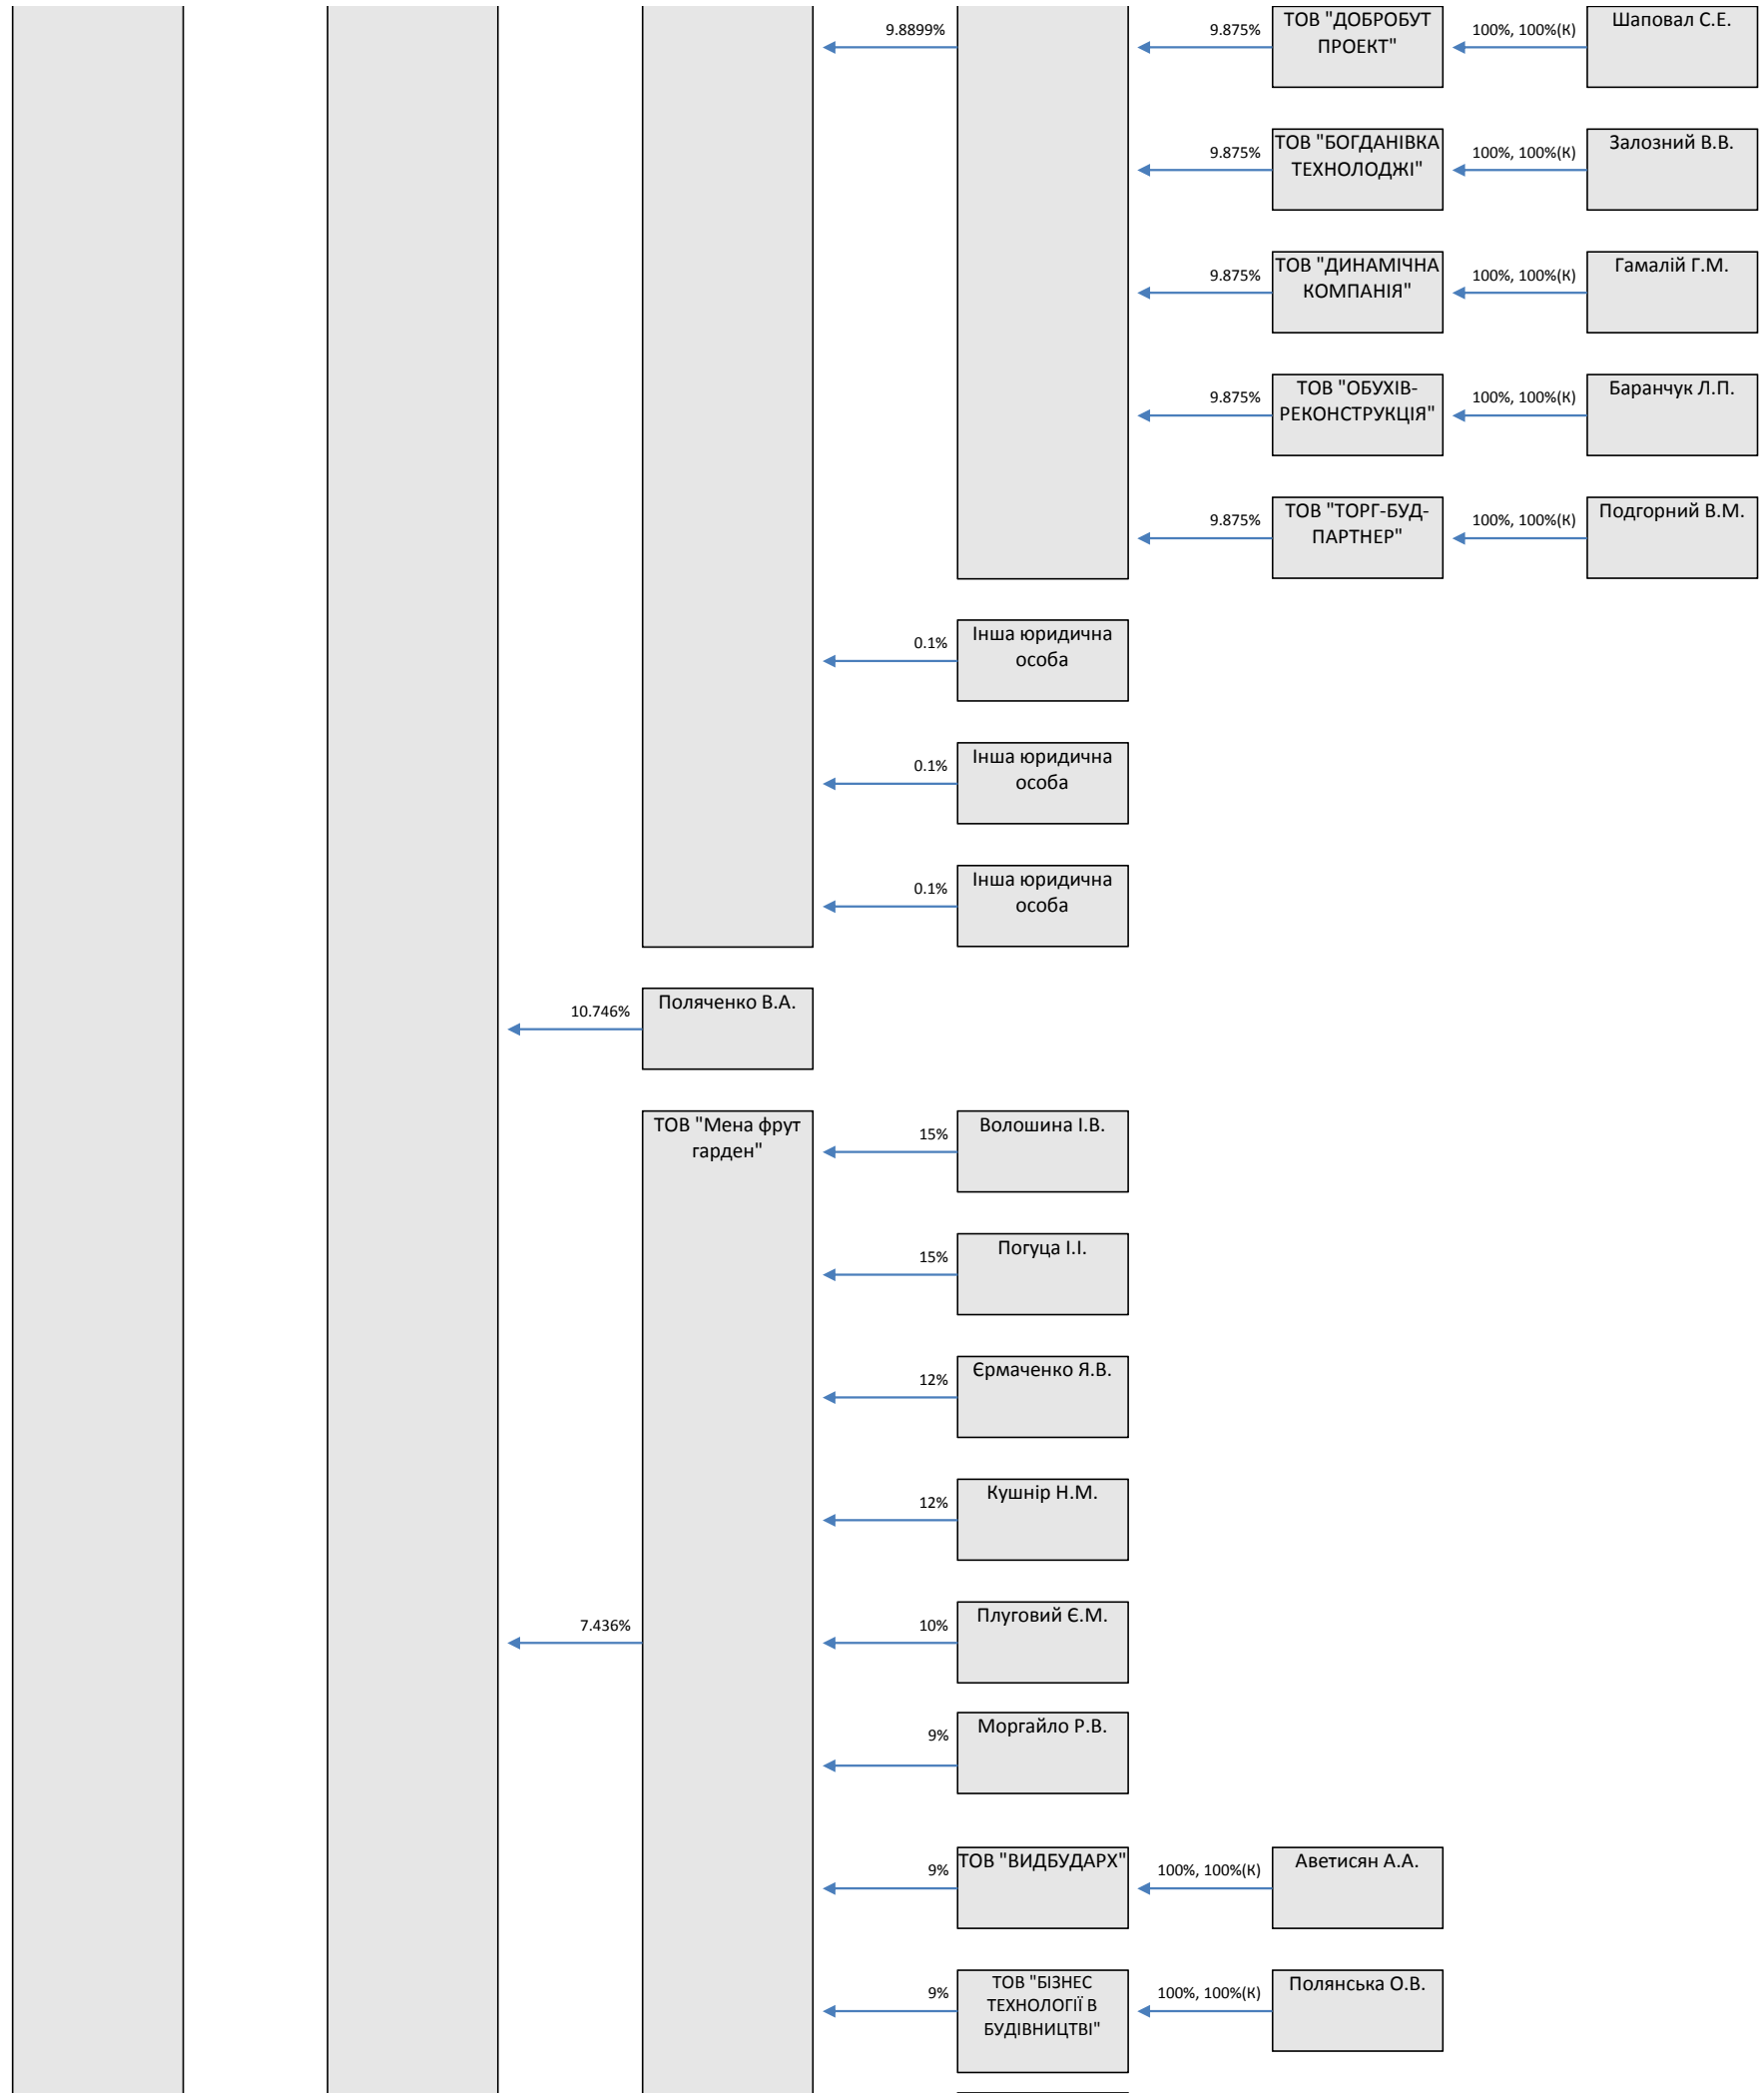 9.8899%
9.875%
ТОВ "ДОБРОБУТ
ПРОЕКТ"
100%, 100%(К)
Шаповал С.Е.
9.875%
ТОВ "БОГДАНІВКА
ТЕХНОЛОДЖІ"
100%, 100%(К)
Залозний В.В.
9.875%
ТОВ "ДИНАМІЧНА
КОМПАНІЯ"
100%, 100%(К)
Гамалій Г.М.
9.875%
ТОВ "ОБУХІВ-
РЕКОНСТРУКЦІЯ"
100%, 100%(К)
Баранчук Л.П.
9.875%
ТОВ "ТОРГ-БУД-
ПАРТНЕР"
100%, 100%(К)
Подгорний В.М.
0.1%
Інша юридична
особа
0.1%
Інша юридична
особа
0.1%
Інша юридична
особа
10.746%
Поляченко В.А.
7.436%
ТОВ "Мена фрут
гарден"
15%
Волошина І.В.
15%
Погуца І.І.
12%
Єрмаченко Я.В.
12%
Кушнір Н.М.
10%
Плуговий Є.М.
9%
Моргайло Р.В.
9%
ТОВ "ВИДБУДАРХ"
100%, 100%(К)
Аветисян А.А.
9%
ТОВ "БІЗНЕС
ТЕХНОЛОГІЇ В
БУДІВНИЦТВІ"
100%, 100%(К)
Полянська О.В.